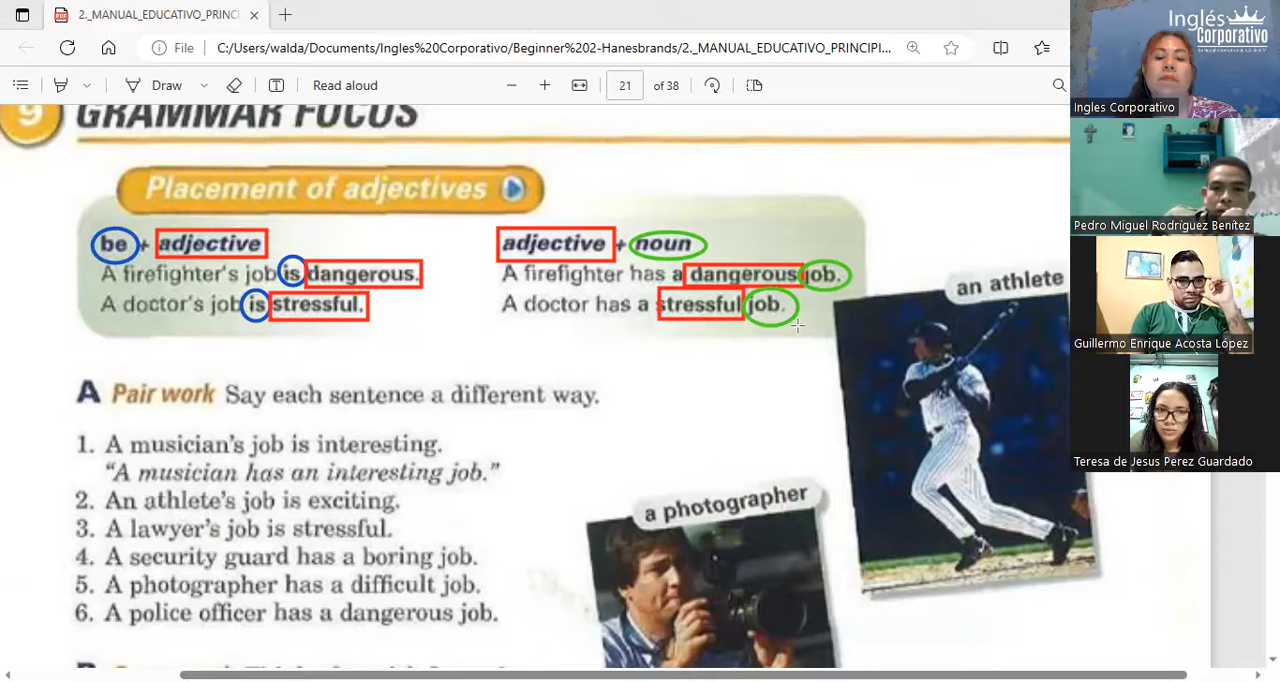 2._MANUAL_EDUCATIVO_PRINCI
File
C:/Users/walda/Documents/Ingles%20Corporativo/Beginner%202-Hanesbrands/2._MANUAL_EDUCATIVO_PRINCIPI...
Draw
Read aloud
21
of 38
9 GRAMMAR FOCUS
Placement of adjectives
be + adjective
A firefighter's job is dangerous.
A doctor's job is stressful.
adjective + noun
A firefighter has a dangerous job.
A doctor has a stressful job.
A Pair work Say each sentence a different way.
1. A musician's job is interesting.
"A musician has an interesting job."
2. An athlete's job is exciting.
3. A lawyer's job is stressful.
4. A security guard has a boring job.
5. A photographer has a difficult job.
6. A police officer has a dangerous job.
an athlete
a photographer
Inglés
Corporativo
Ingles Corporativo
Pedro Miguel Rodríguez Benítez
Guillermo Enrique Acosta López
Teresa de Jesus Perez Guardado